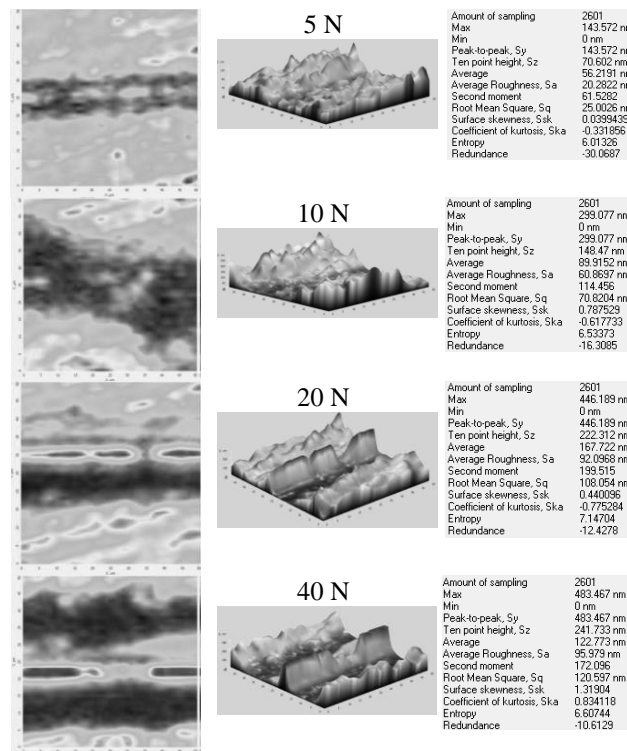 5 N
Amount of sampling 2601
Max 143.572 nm
Min 0 nm
Peak-to-peak, Sy 143.572 nm
Ten point height, Sz 70.602 nm
Average 56.2191 nm
Average Roughness, Sa 20.2822 nm
Second moment 61.5282
Root Mean Square, Sq 25.0026 nm
Surface skewness, Ssk 0.0399439
Coefficient of kurtosis, Ska -0.331856
Entropy 6.01326
Redundance -30.0687
10 N
Amount of sampling 2601
Max 299.077 nm
Min 0 nm
Peak-to-peak, Sy 299.077 nm
Ten point height, Sz 148.47 nm
Average 89.9152 nm
Average Roughness, Sa 60.8697 nm
Second moment 114.456
Root Mean Square, Sq 70.8204 nm
Surface skewness, Ssk 0.787529
Coefficient of kurtosis, Ska -0.617733
Entropy 6.53373
Redundance -16.3085
20 N
Amount of sampling 2601
Max 446.189 nm
Min 0 nm
Peak-to-peak, Sy 446.189 nm
Ten point height, Sz 222.312 nm
Average 167.722 nm
Average Roughness, Sa 92.0968 nm
Second moment 199.515
Root Mean Square, Sq 108.054 nm
Surface skewness, Ssk 0.440096
Coefficient of kurtosis, Ska -0.775284
Entropy 7.14704
Redundance -12.4278
40 N
Amount of sampling 2601
Max 483.467 nm
Min 0 nm
Peak-to-peak, Sy 483.467 nm
Ten point height, Sz 241.733 nm
Average 122.773 nm
Average Roughness, Sa 95.979 nm
Second moment 172.096
Root Mean Square, Sq 120.597 nm
Surface skewness, Ssk 1.31904
Coefficient of kurtosis, Ska 0.834118
Entropy 6.60744
Redundance -10.6129